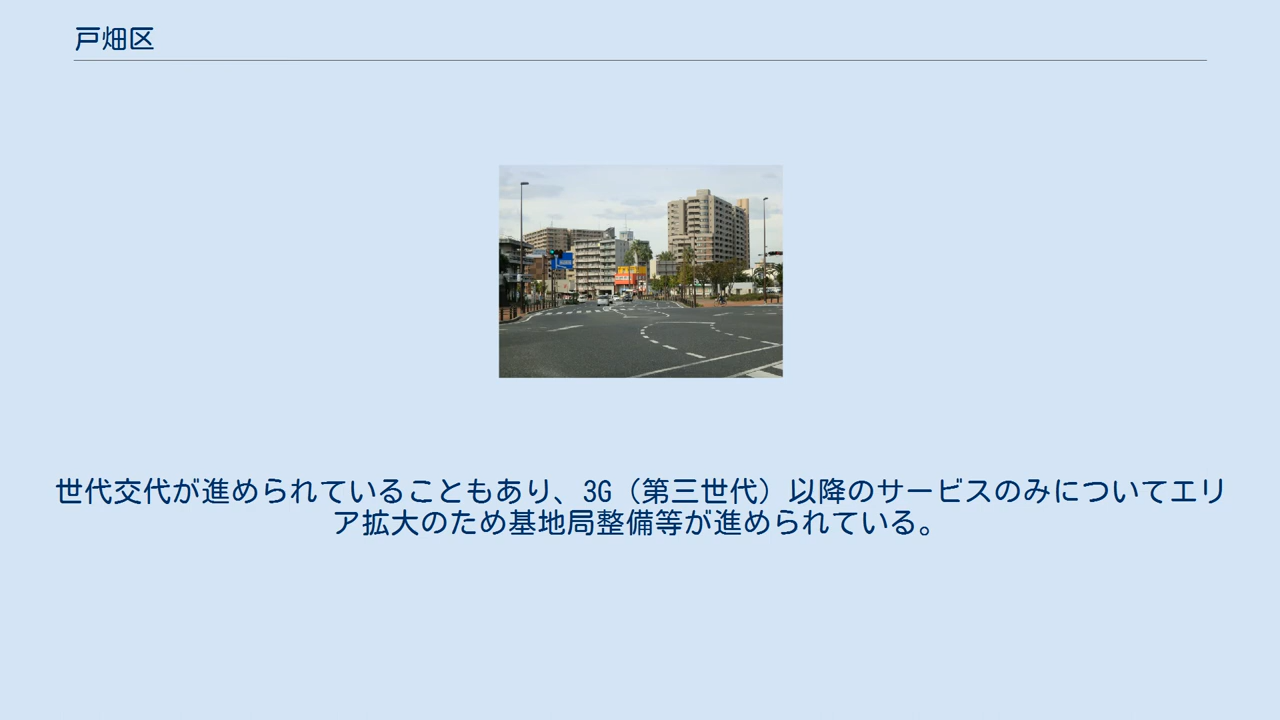 戸畑区
世代交代が進められていることもあり、3G（第三世代）以降のサービスのみについてエリ
ア拡大のため基地局整備等が進められている。